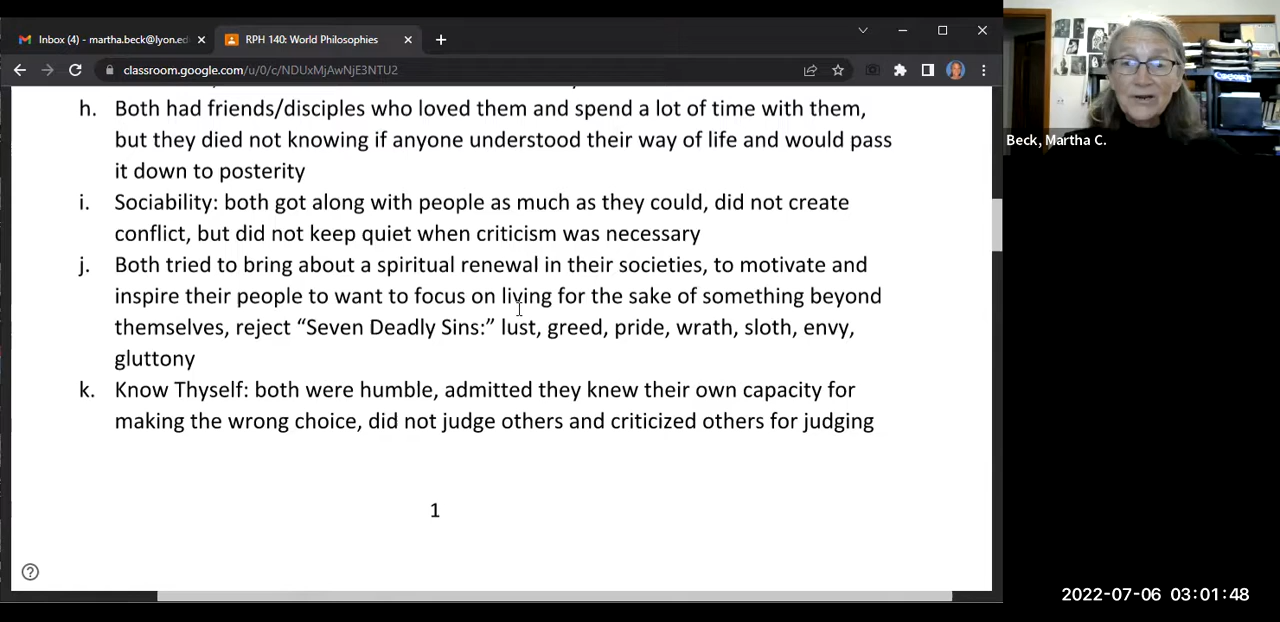 Inbox (4) - martha.beck@lyon.ed
RPH 140: World Philosophies
classroom.google.com/u/0/c/NDUxMjAwNjE3NTU2
h. Both had friends/disciples who loved them and spend a lot of time with them,
but they died not knowing if anyone understood their way of life and would pass
it down to posterity
i. Sociability: both got along with people as much as they could, did not create
conflict, but did not keep quiet when criticism was necessary
j. Both tried to bring about a spiritual renewal in their societies, to motivate and
inspire their people to want to focus on living for the sake of something beyond
themselves, reject “Seven Deadly Sins:” lust, greed, pride, wrath, sloth, envy,
gluttony
k. Know Thyself: both were humble, admitted they knew their own capacity for
making the wrong choice, did not judge others and criticized others for judging
1
Beck, Martha C.
2022-07-06 03:01:48